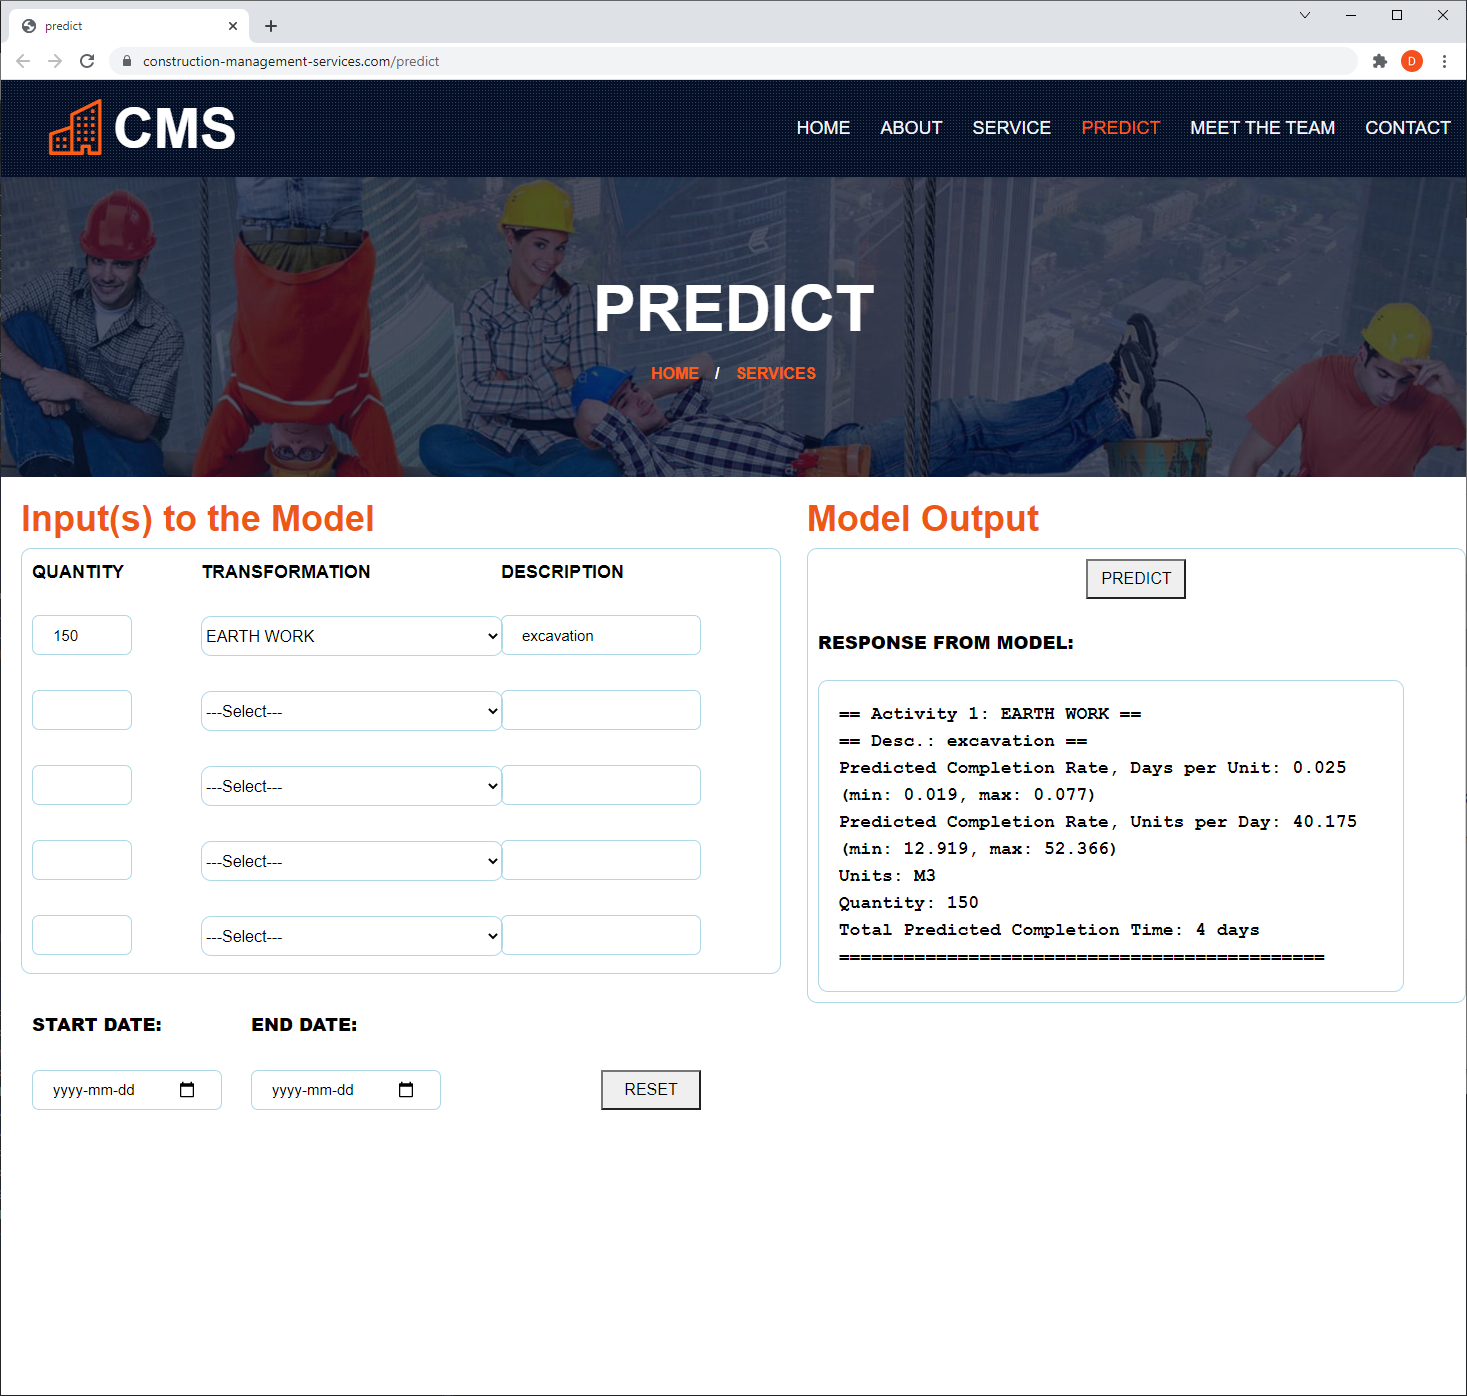 predict
construction-management-services.com/predict
D
CMS
HOME ABOUT SERVICE PREDICT MEET THE TEAM CONTACT
PREDICT
HOME / SERVICES
Input(s) to the Model
QUANTITY TRANSFORMATION DESCRIPTION
150 EARTH WORK excavation
---Select---
---Select---
---Select---
---Select---
START DATE: END DATE:
yyyy-mm-dd yyyy-mm-dd RESET
Model Output
PREDICT
RESPONSE FROM MODEL:
== Activity 1: EARTH WORK ==
== Desc.: excavation ==
Predicted Completion Rate, Days per Unit: 0.025
(min: 0.019, max: 0.077)
Predicted Completion Rate, Units per Day: 40.175
(min: 12.919, max: 52.366)
Units: M3
Quantity: 150
Total Predicted Completion Time: 4 days
=============================================